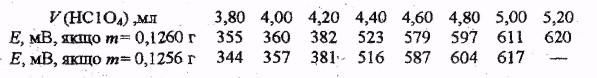 V(HClO₄) ,мл 3,80 4,00 4,20 4,40 4,60 4,80 5,00 5,20
E, мВ, якщо m= 0,1260 г 355 360 382 523 579 597 611 620
E, мВ, якщо m= 0,1256 г 344 357 381 516 587 604 617 —